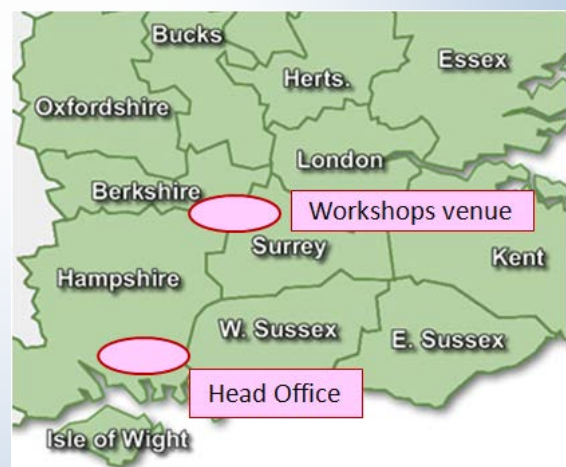 Bucks
Essex
Herts.
Oxfordshire
London
Berkshire
Workshops venue
Surrey
Kent
Hampshire
W. Sussex
E. Sussex
Head Office
Isle of Wight